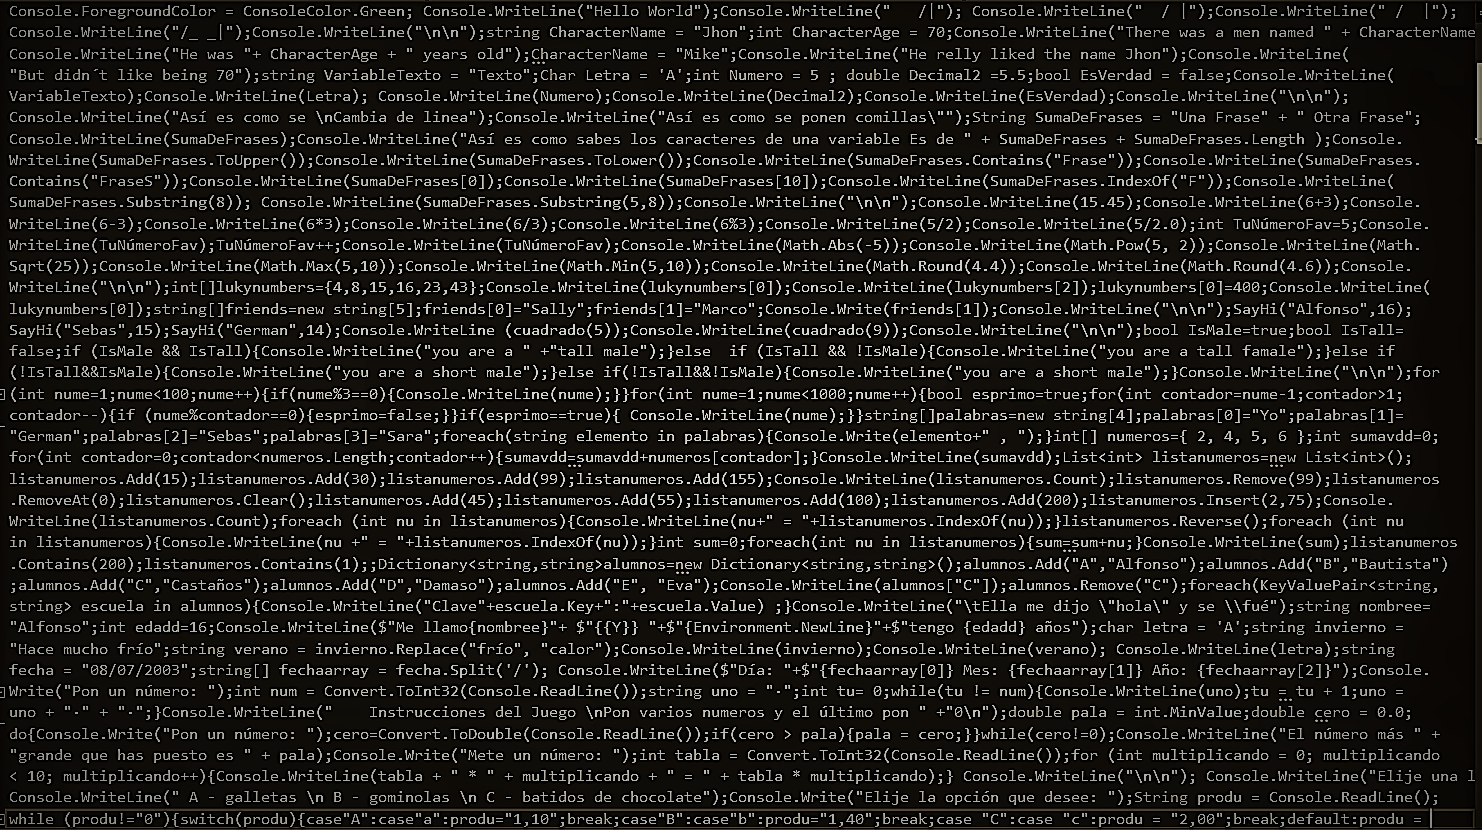 Console.ForegroundColor = ConsoleColor.Green; Console.WriteLine("Hello World");Console.WriteLine("   /|"); Console.WriteLine("  / |");Console.WriteLine(" /  |");
Console.WriteLine("/_ _|");Console.WriteLine("\n\n");string CharacterName = "Jhon";int CharacterAge = 70;Console.WriteLine("There was a men named " + CharacterName
Console.WriteLine("He was "+ CharacterAge + " years old");CharacterName = "Mike";Console.WriteLine("He relly liked the name Jhon");Console.WriteLine(
"But didn´t like being 70");string VariableTexto = "Texto";Char Letra = 'A';int Numero = 5 ; double Decimal2 =5.5;bool EsVerdad = false;Console.WriteLine(
VariableTexto);Console.WriteLine(Letra); Console.WriteLine(Numero);Console.WriteLine(Decimal2);Console.WriteLine(EsVerdad);Console.WriteLine("\n\n");
Console.WriteLine("Así es como se \nCambia de linea");Console.WriteLine("Así es como se ponen comillas\"");String SumaDeFrases = "Una Frase" + " Otra Frase";
Console.WriteLine(SumaDeFrases);Console.WriteLine("Así es como sabes los caracteres de una variable Es de " + SumaDeFrases + SumaDeFrases.Length );Console.
WriteLine(SumaDeFrases.ToUpper());Console.WriteLine(SumaDeFrases.ToLower());Console.WriteLine(SumaDeFrases.Contains("Frase"));Console.WriteLine(SumaDeFrases.
Contains("FraseS"));Console.WriteLine(SumaDeFrases[0]);Console.WriteLine(SumaDeFrases[10]);Console.WriteLine(SumaDeFrases.IndexOf("F"));Console.WriteLine(
SumaDeFrases.Substring(8)); Console.WriteLine(SumaDeFrases.Substring(5,8));Console.WriteLine("\n\n");Console.WriteLine(15.45);Console.WriteLine(6+3);Console.
WriteLine(6-3);Console.WriteLine(6*3);Console.WriteLine(6/3);Console.WriteLine(6%3);Console.WriteLine(5/2);Console.WriteLine(5/2.0);int TuNúmeroFav=5;Console.
WriteLine(TuNúmeroFav);TuNúmeroFav++;Console.WriteLine(TuNúmeroFav);Console.WriteLine(Math.Abs(-5));Console.WriteLine(Math.Pow(5, 2));Console.WriteLine(Math.
Sqrt(25));Console.WriteLine(Math.Max(5,10));Console.WriteLine(Math.Min(5,10));Console.WriteLine(Math.Round(4.4));Console.WriteLine(Math.Round(4.6));Console.
WriteLine("\n\n");int[]lukynumbers={4,8,15,16,23,43};Console.WriteLine(lukynumbers[0]);Console.WriteLine(lukynumbers[2]);lukynumbers[0]=400;Console.WriteLine(
lukynumbers[0]);string[]friends=new string[5];friends[0]="Sally";friends[1]="Marco";Console.Write(friends[1]);Console.WriteLine("\n\n");SayHi("Alfonso",16);
SayHi("Sebas",15);SayHi("German",14);Console.WriteLine (cuadrado(5));Console.WriteLine(cuadrado(9));Console.WriteLine("\n\n");bool IsMale=true;bool IsTall=
false;if (IsMale && IsTall){Console.WriteLine("you are a " +"tall male");}else  if (IsTall && !IsMale){Console.WriteLine("you are a tall famale");}else if
(!IsTall&&IsMale){Console.WriteLine("you are a short male");}else if(!IsTall&&!IsMale){Console.WriteLine("you are a short male");}Console.WriteLine("\n\n");for
(int nume=1;nume<100;nume++){if(nume%3==0){Console.WriteLine(nume);}}for(int nume=1;nume<1000;nume++){bool esprimo=true;for(int contador=nume-1;contador>1;
contador--){if (nume%contador==0){esprimo=false;}}if(esprimo==true){ Console.WriteLine(nume);}}string[]palabras=new string[4];palabras[0]="Yo";palabras[1]=
"German";palabras[2]="Sebas";palabras[3]="Sara";foreach(string elemento in palabras){Console.Write(elemento+" , ");}int[] numeros={ 2, 4, 5, 6 };int sumavdd=0;
for(int contador=0;contador<numeros.Length;contador++){sumavdd=sumavdd+numeros[contador];}Console.WriteLine(sumavdd);List<int> listanumeros=new List<int>();
listanumeros.Add(15);listanumeros.Add(30);listanumeros.Add(99);listanumeros.Add(155);Console.WriteLine(listanumeros.Count);listanumeros.Remove(99);listanumeros
.RemoveAt(0);listanumeros.Clear();listanumeros.Add(45);listanumeros.Add(55);listanumeros.Add(100);listanumeros.Add(200);listanumeros.Insert(2,75);Console.
WriteLine(listanumeros.Count);foreach (int nu in listanumeros){Console.WriteLine(nu+" = "+listanumeros.IndexOf(nu));}listanumeros.Reverse();foreach (int nu
in listanumeros){Console.WriteLine(nu +" = "+listanumeros.IndexOf(nu));}int sum=0;foreach(int nu in listanumeros){sum=sum+nu;}Console.WriteLine(sum);listanumeros
.Contains(200);listanumeros.Contains(1);;Dictionary<string,string>alumnos=new Dictionary<string,string>();alumnos.Add("A","Alfonso");alumnos.Add("B","Bautista")
;alumnos.Add("C","Castaños");alumnos.Add("D","Damaso");alumnos.Add("E", "Eva");Console.WriteLine(alumnos["C"]);alumnos.Remove("C");foreach(KeyValuePair<string,
string> escuela in alumnos){Console.WriteLine("Clave"+escuela.Key+":"+escuela.Value) ;}Console.WriteLine("\tElla me dijo \"hola\" y se \\fué");string nombree=
"Alfonso";int edadd=16;Console.WriteLine($"Me llamo{nombree}"+ $"{{Y}} "+$"{Environment.NewLine}"+$"tengo {edadd} años");char letra = 'A';string invierno =
"Hace mucho frío";string verano = invierno.Replace("frío", "calor");Console.WriteLine(invierno);Console.WriteLine(verano); Console.WriteLine(letra);string
fecha = "08/07/2003";string[] fechaarray = fecha.Split('/'); Console.WriteLine($"Día: "+$"{fechaarray[0]} Mes: {fechaarray[1]} Año: {fechaarray[2]}");Console.
Write("Pon un número: ");int num = Convert.ToInt32(Console.ReadLine());string uno = "·";int tu= 0;while(tu != num){Console.WriteLine(uno);tu = tu + 1;uno =
uno + "·" + "·";}Console.WriteLine("    Instrucciones del Juego \nPon varios numeros y el último pon " +"0\n");double pala = int.MinValue;double cero = 0.0;
do{Console.Write("Pon un número: ");cero=Convert.ToDouble(Console.ReadLine());if(cero > pala){pala = cero;}}while(cero!=0);Console.WriteLine("El número más " +
"grande que has puesto es " + pala);Console.Write("Mete un número: ");int tabla = Convert.ToInt32(Console.ReadLine());for (int multiplicando = 0; multiplicando
< 10; multiplicando++){Console.WriteLine(tabla + " * " + multiplicando + " = " + tabla * multiplicando);} Console.WriteLine("\n\n"); Console.WriteLine("Elije una l
Console.WriteLine(" A - galletas \n B - gominolas \n C - batidos de chocolate");Console.Write("Elije la opción que desee: ");String produ = Console.ReadLine();
while (produ!="0"){switch(produ){case"A":case"a":produ="1,10";break;case"B":case"b":produ="1,40";break;case "C":case "c":produ = "2,00";break;default:produ =